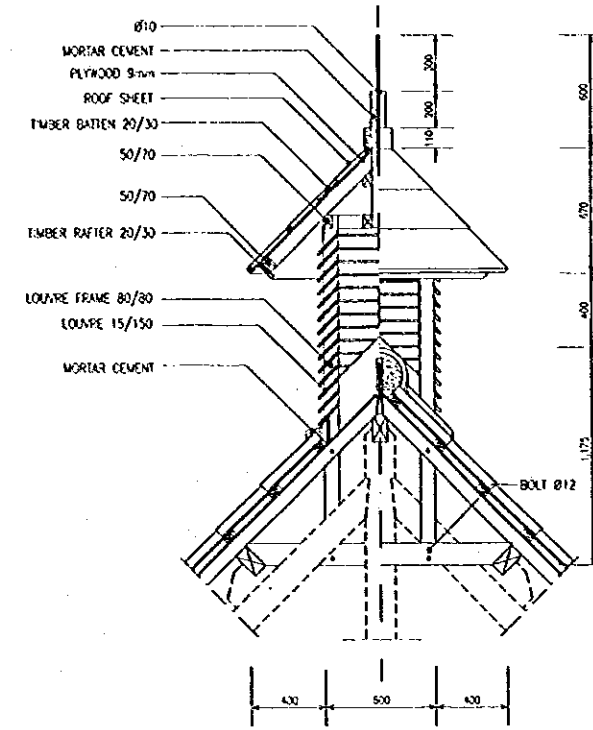 Ø10
MORTAR CEMENT
PLYWOOD 9mm
ROOF SHEET
TIMBER BATTEN 20/30
50/70
50/70
TIMBER RAFTER 20/30
LOUVRE FRAME 80/80
LOUVRE 15/150
MORTAR CEMENT
BOLT Ø12
300
200
110
600
670
400
1,175
400
600
400